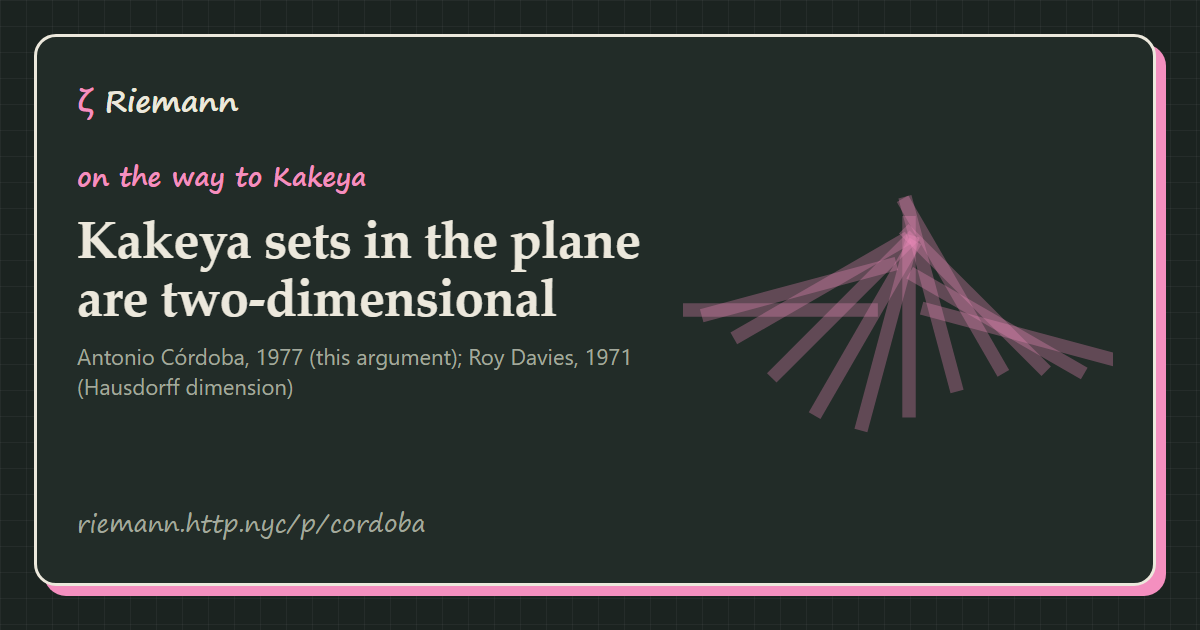 ζ Riemann
on the way to Kakeya
Kakeya sets in the plane
are two-dimensional
Antonio Córdoba, 1977 (this argument); Roy Davies, 1971
(Hausdorff dimension)
riemann.http.nyc/p/cordoba